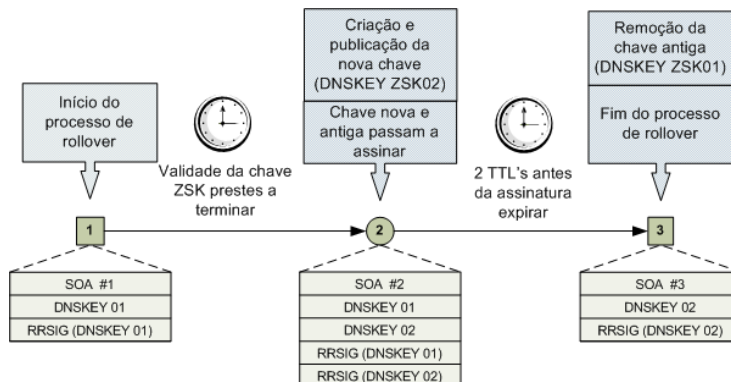 Início do
processo de
rollover
Validade da chave
ZSK prestes a
terminar
Criação e
publicação da
nova chave
(DNSKEY ZSK02)
Chave nova e
antiga passam a
assinar
2 TTL's antes
da assinatura
expirar
Remoção da
chave antiga
(DNSKEY ZSK01)
Fim do processo
de rollover
1
2
3
SOA #1
DNSKEY 01
RRSIG (DNSKEY 01)
SOA #2
DNSKEY 01
DNSKEY 02
RRSIG (DNSKEY 01)
RRSIG (DNSKEY 02)
SOA #3
DNSKEY 02
RRSIG (DNSKEY 02)